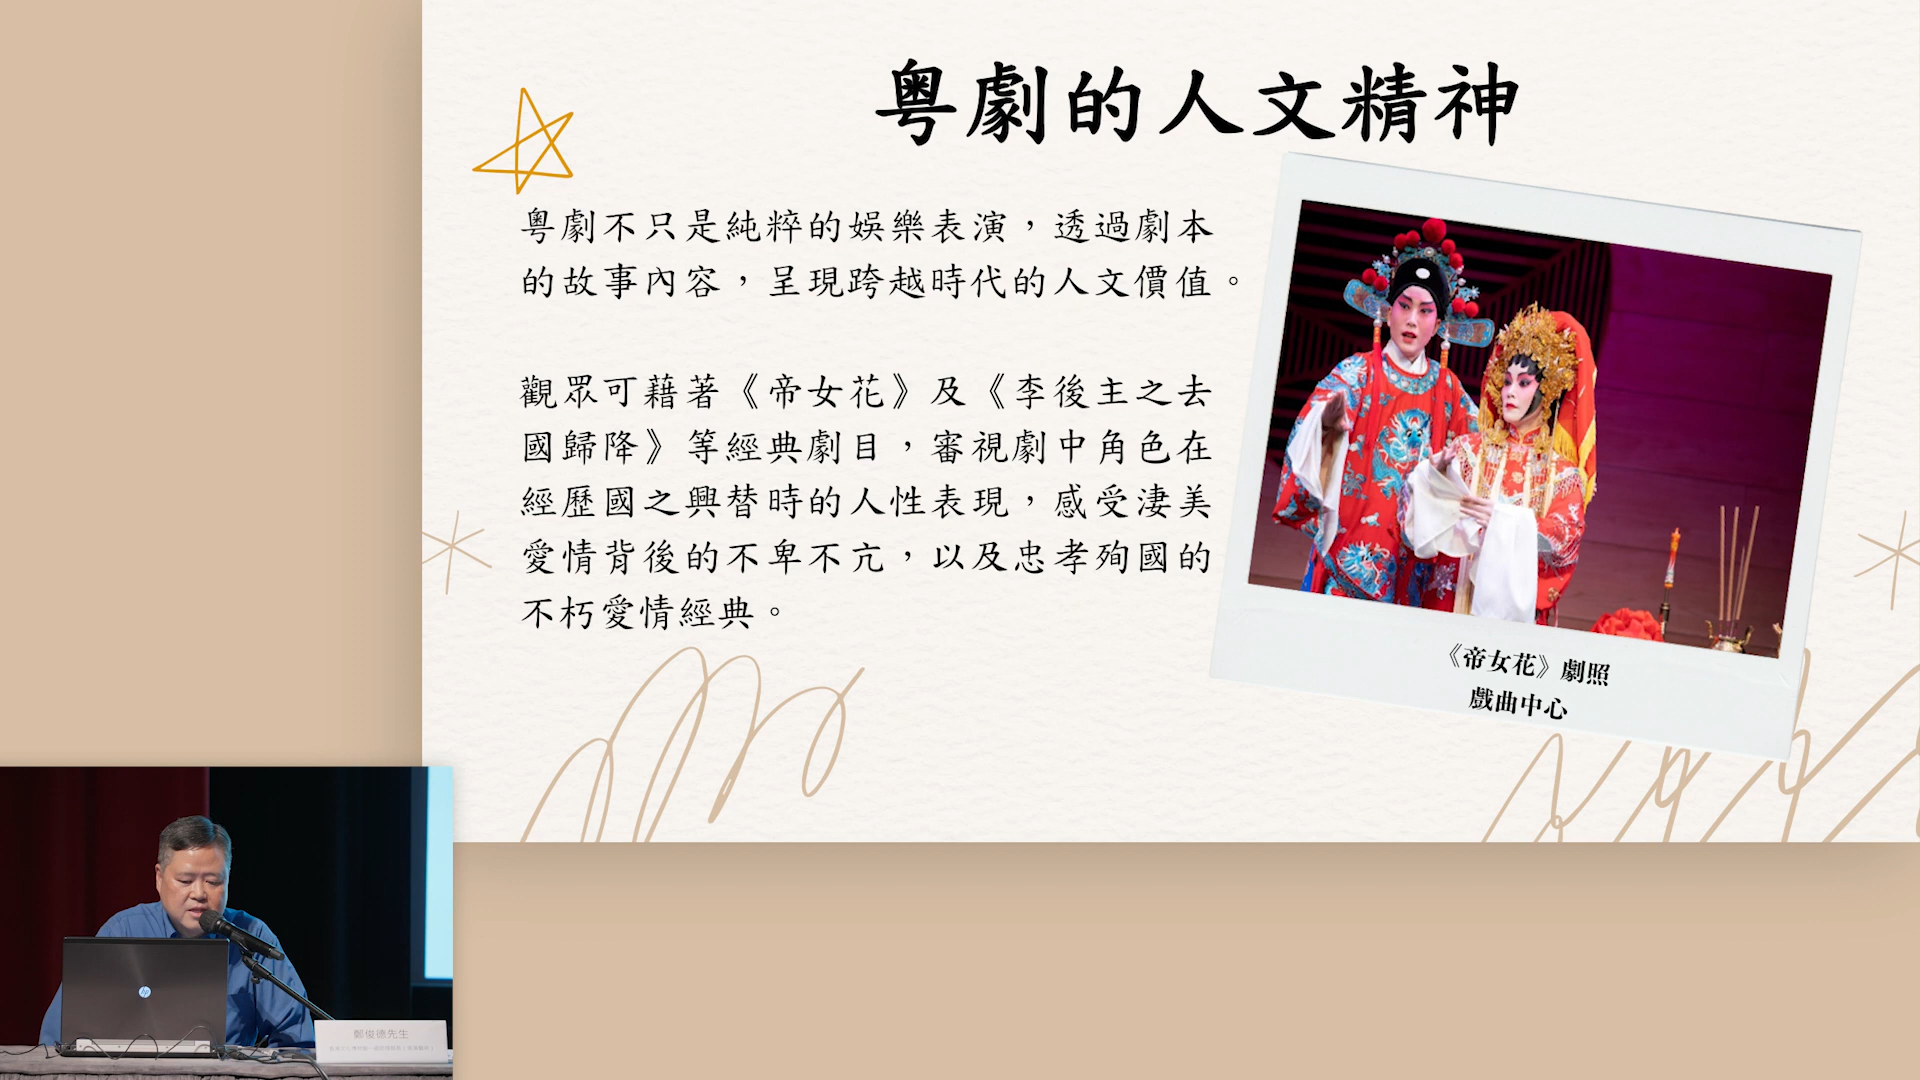 粵劇的人文精神
粵劇不只是純粹的娛樂表演，透過劇本
的故事內容，呈現跨越時代的人文價值。
觀眾可藉著《帝女花》及《李後主之去
國歸降》等經典劇目，審視劇中角色在
經歷國之興替時的人性表現，感受淒美
愛情背後的不卑不亢，以及忠孝殉國的
不朽愛情經典。
《帝女花》劇照
戲曲中心
hp
鄭俊德先生